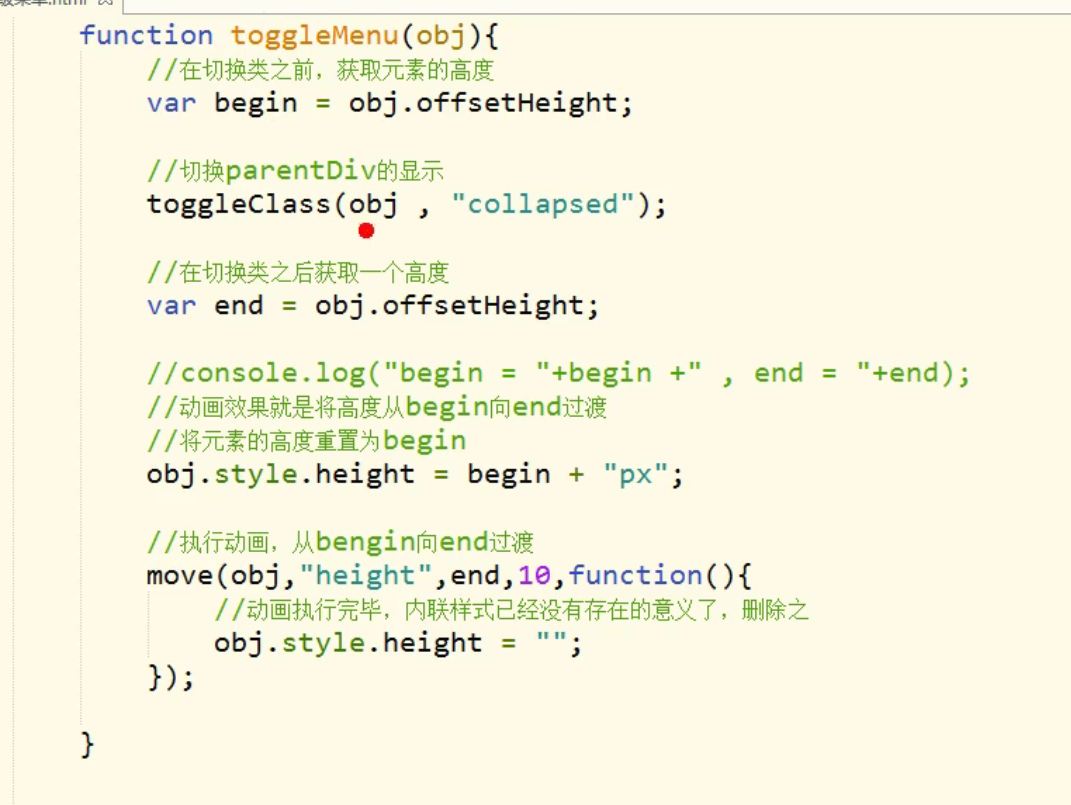 function toggleMenu(obj){
//在切换类之前，获取元素的高度
var begin = obj.offsetHeight;
//切换parentDiv的显示
toggleClass(obj , "collapsed");
//在切换类之后获取一个高度
var end = obj.offsetHeight;
//console.log("begin = "+begin +" , end = "+end);
//动画效果就是将高度从begin向end过渡
//将元素的高度重置为begin
obj.style.height = begin + "px";
//执行动画，从bengin向end过渡
move(obj,"height",end,10,function(){
//动画执行完毕，内联样式已经没有存在的意义了，删除之
obj.style.height = "";
});
}